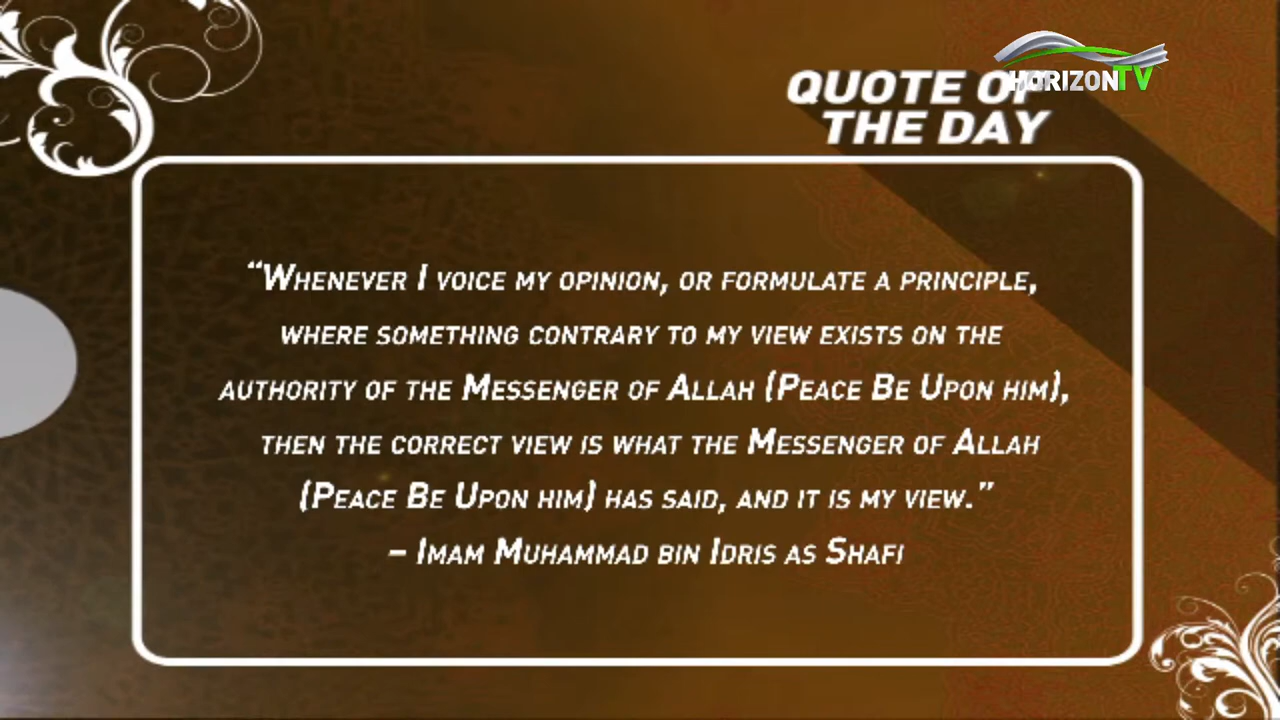 HORIZONTV
QUOTE OF
THE DAY
“WHENEVER I VOICE MY OPINION, OR FORMULATE A PRINCIPLE,
WHERE SOMETHING CONTRARY TO MY VIEW EXISTS ON THE
AUTHORITY OF THE MESSENGER OF ALLAH (PEACE BE UPON HIM),
THEN THE CORRECT VIEW IS WHAT THE MESSENGER OF ALLAH
(PEACE BE UPON HIM) HAS SAID, AND IT IS MY VIEW.”
– IMAM MUHAMMAD BIN IDRIS AS SHAFI